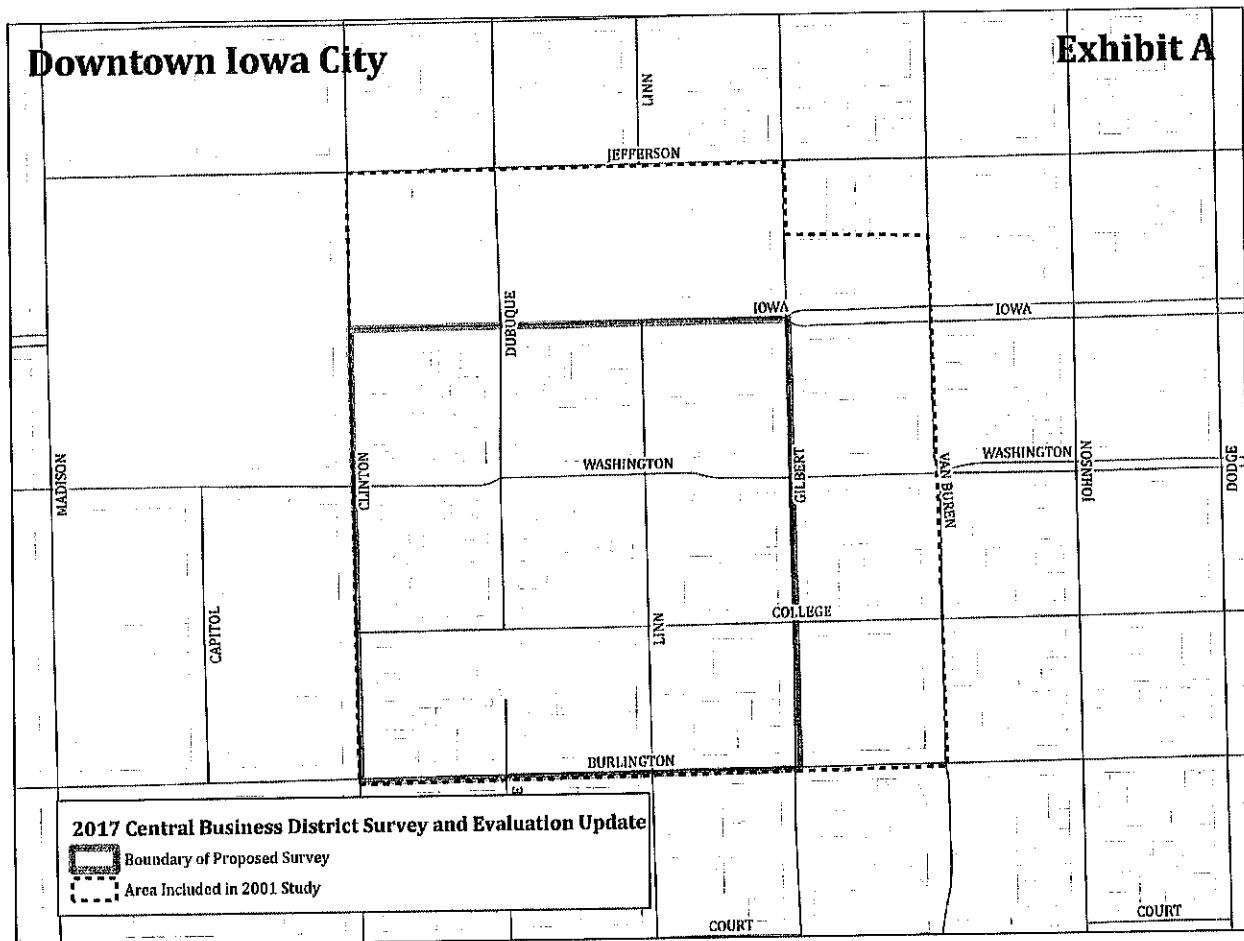 Downtown Iowa City
Exhibit A
LINN
JEFFERSON
DUBUQUE
IOWA
IOWA
MADISON
CLINTON
WASHINGTON
GILBERT
VAN BUREN
WASHINGTON
JOHNSON
DODGE
CAPITOL
LINN
COLLEGE
BURLINGTON
E
2017 Central Business District Survey and Evaluation Update
Boundary of Proposed Survey
Area Included in 2001 Study
COURT
COURT